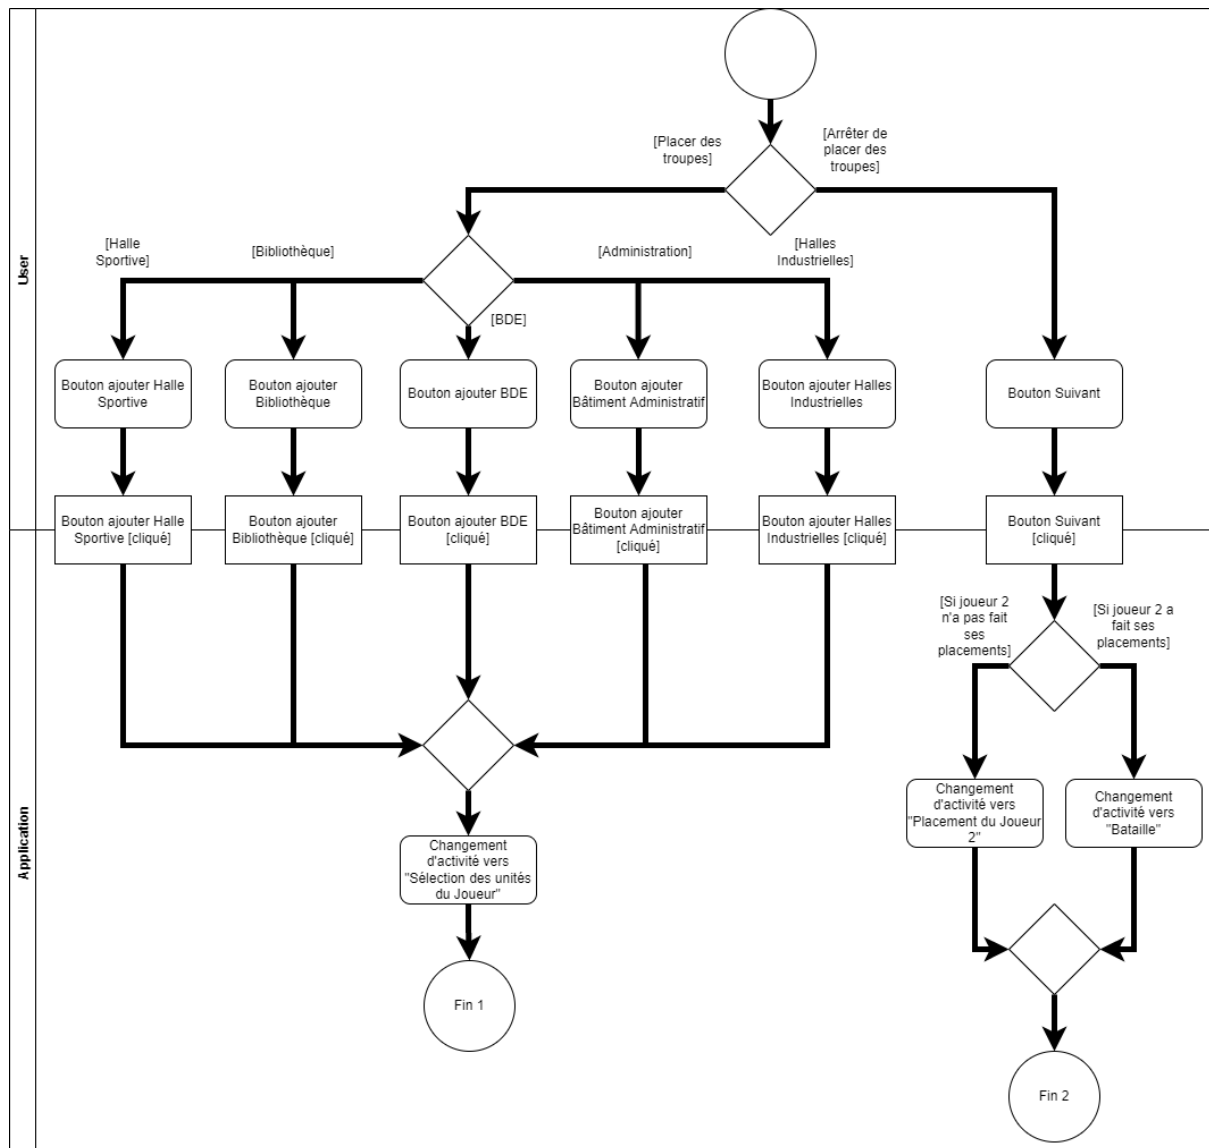 [Placer des
troupes]
[Arrêter de
placer des
troupes]
User
[Halle
Sportive]
[Bibliothèque]
[Administration]
[Halles
Industrielles]
[BDE]
Bouton ajouter Halle
Sportive
Bouton ajouter
Bibliothèque
Bouton ajouter BDE
Bouton ajouter
Bâtiment Administratif
Bouton ajouter Halles
Industrielles
Bouton Suivant
Bouton ajouter Halle
Sportive [cliqué]
Bouton ajouter
Bibliothèque [cliqué]
Bouton ajouter BDE
[cliqué]
Bouton ajouter
Bâtiment Administratif
[cliqué]
Bouton ajouter Halles
Industrielles [cliqué]
Bouton Suivant
[cliqué]
[Si joueur 2
n'a pas fait
ses
placements]
[Si joueur 2 a
fait ses
placements]
Application
Changement
d'activité vers
"Placement du Joueur
2"
Changement
d'activité vers
"Bataille"
Changement
d'activité vers
"Sélection des unités
du Joueur"
Fin 1
Fin 2